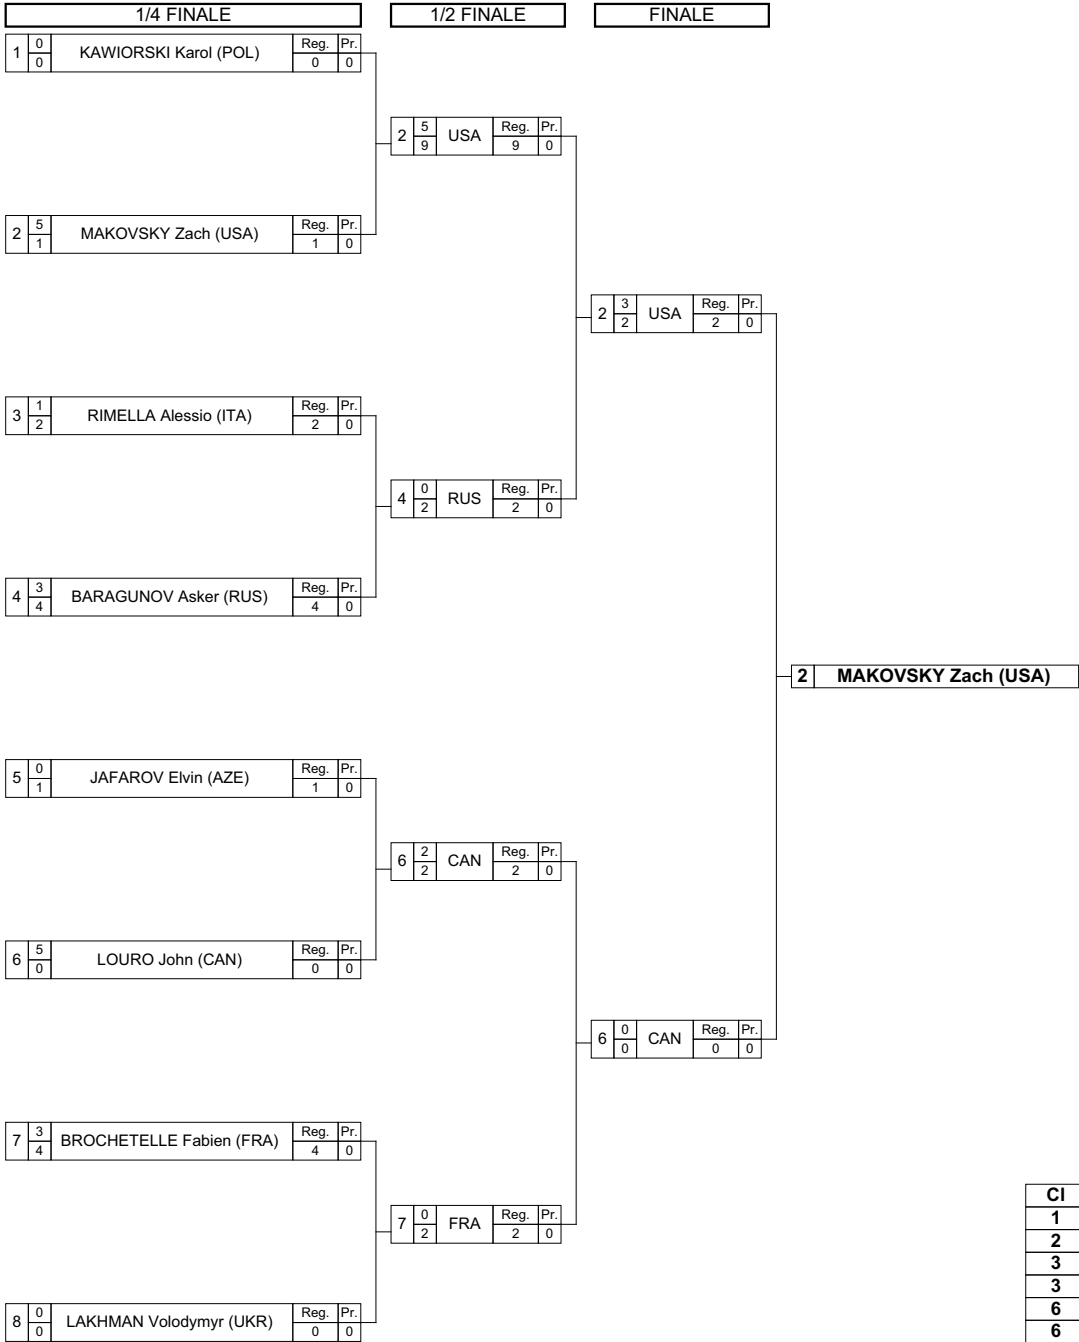 1/4 FINALE 1/2 FINALE FINALE
1 0 0 KAWIORSKI Karol (POL) Reg. 0 Pr. 0
2 5 9 USA Reg. 9 Pr. 0
2 5 1 MAKOVSKY Zach (USA) Reg. 1 Pr. 0
2 3 2 USA Reg. 2 Pr. 0
3 1 2 RIMELLA Alessio (ITA) Reg. 2 Pr. 0
4 0 2 RUS Reg. 2 Pr. 0
4 3 4 BARAGUNOV Asker (RUS) Reg. 4 Pr. 0
2 MAKOVSKY Zach (USA)
5 0 1 JAFAROV Elvin (AZE) Reg. 1 Pr. 0
6 2 2 CAN Reg. 2 Pr. 0
6 5 0 LOURO John (CAN) Reg. 0 Pr. 0
6 0 0 CAN Reg. 0 Pr. 0
7 3 4 BROCHETELLE Fabien (FRA) Reg. 4 Pr. 0
7 0 2 FRA Reg. 2 Pr. 0
8 0 0 LAKHMAN Volodymyr (UKR) Reg. 0 Pr. 0
Cl
1
2
3
3
6
6